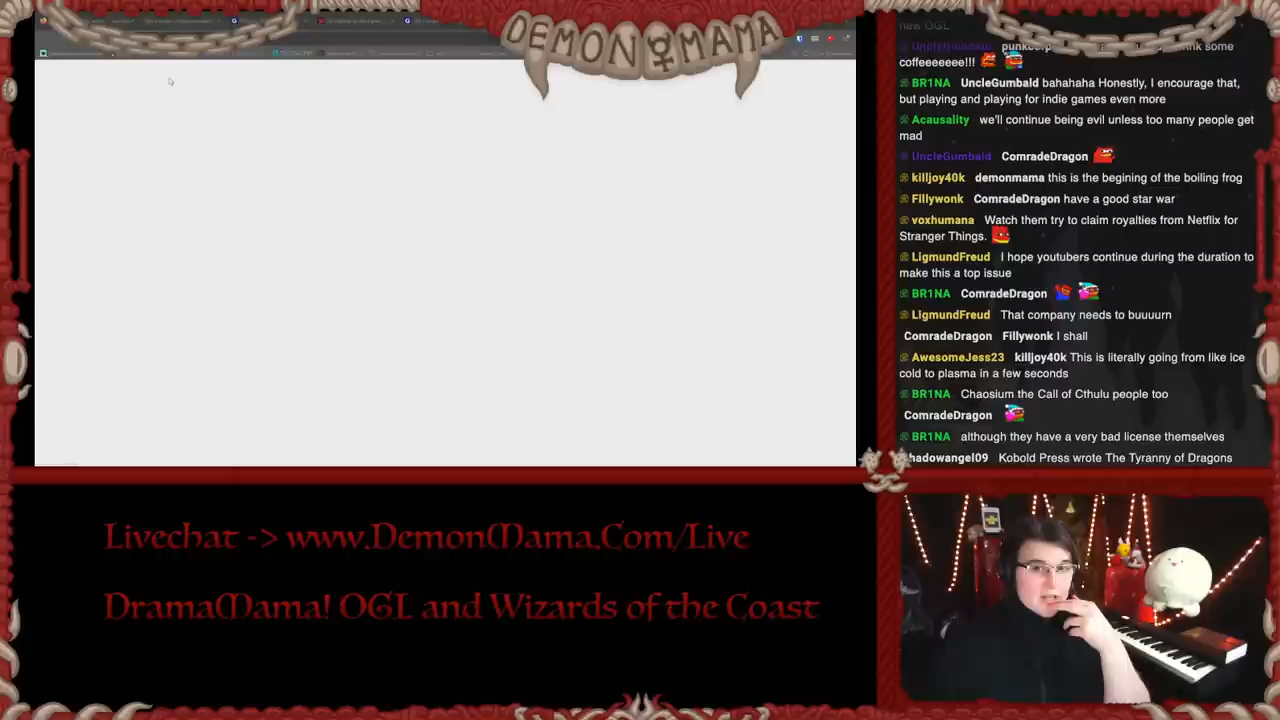 DEMON MAMA
new OGL
UncleGumbald some
coffeeeeeee!!!
BR1NA UncleGumbald bahahaha Honestly, I encourage that,
but playing and playing for indie games even more
Acausality we'll continue being evil unless too many people get
mad
UncleGumbald ComradeDragon
killjoy40k demonmama this is the begining of the boiling frog
Fillywonk ComradeDragon have a good star war
voxhumana Watch them try to claim royalties from Netflix for
Stranger Things.
LigmundFreud I hope youtubers continue during the duration to
make this a top issue
BR1NA ComradeDragon
LigmundFreud That company needs to buuuurn
ComradeDragon Fillywonk I shall
AwesomeJess23 killjoy40k This is literally going from like ice
cold to plasma in a few seconds
BR1NA Chaosium the Call of Cthulu people too
ComradeDragon
BR1NA although they have a very bad license themselves
hadowangel09 Kobold Press wrote The Tyranny of Dragons
Livechat -> www.DemonMama.Com/Live
DramaMama! OGL and Wizards of the Coast